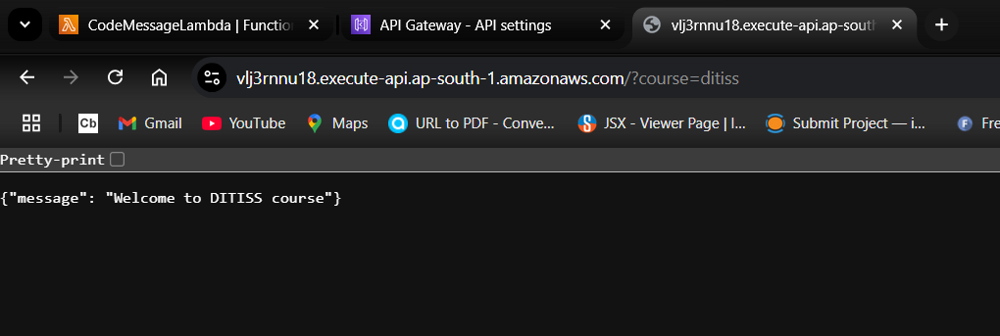 CodeMessageLambda | Functio
API Gateway - API settings
vlj3rnnu18.execute-api.ap-sout
vlj3rnnu18.execute-api.ap-south-1.amazonaws.com/?course=ditiss
Cb Gmail YouTube Maps URL to PDF - Conve... JSX - Viewer Page | I... Submit Project — i... F Fre
Pretty-print
{"message": "Welcome to DITISS course"}